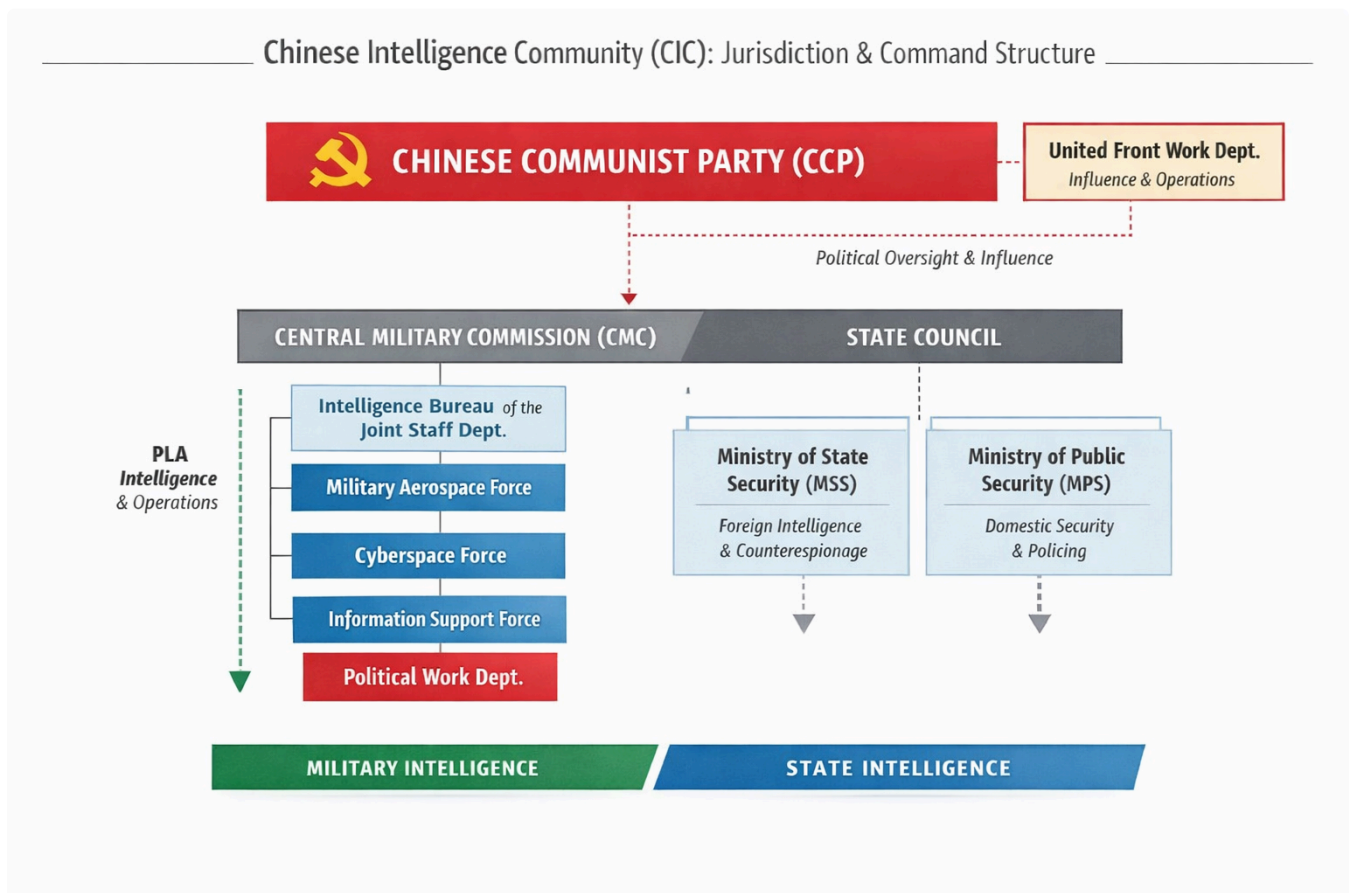 Chinese Intelligence Community (CIC): Jurisdiction & Command Structure
CHINESE COMMUNIST PARTY (CCP)
United Front Work Dept.
Influence & Operations
Political Oversight & Influence
CENTRAL MILITARY COMMISSION (CMC)
STATE COUNCIL
PLA
Intelligence
& Operations
Intelligence Bureau of the
Joint Staff Dept.
Military Aerospace Force
Cyberspace Force
Information Support Force
Political Work Dept.
Ministry of State
Security (MSS)
Foreign Intelligence
& Counterespionage
Ministry of Public
Security (MPS)
Domestic Security
& Policing
MILITARY INTELLIGENCE
STATE INTELLIGENCE